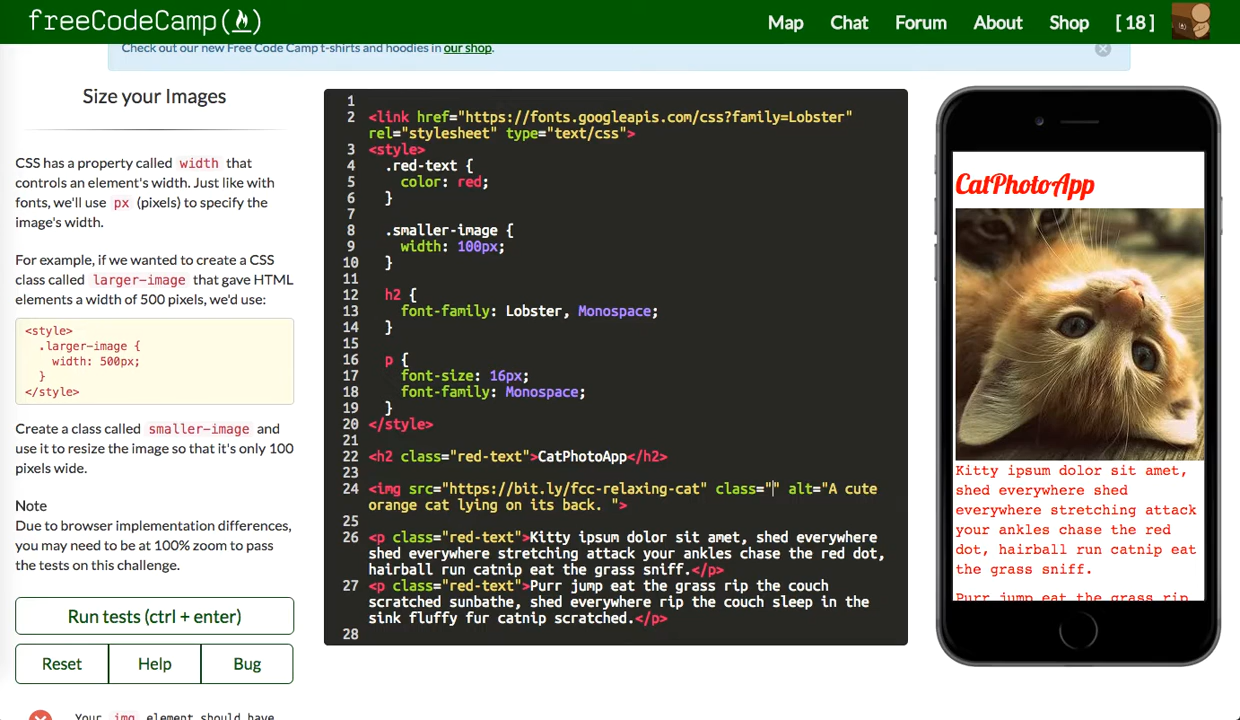 freeCodeCamp
Map Chat Forum About Shop [ 18 ]
Check out our new Free Code Camp t-shirts and hoodies in our shop.
Size your Images
CSS has a property called width that
controls an element's width. Just like with
fonts, we'll use px (pixels) to specify the
image's width.
For example, if we wanted to create a CSS
class called larger-image that gave HTML
elements a width of 500 pixels, we'd use:
<style>
.larger-image {
width: 500px;
}
</style>
Create a class called smaller-image and
use it to resize the image so that it's only 100
pixels wide.
Note
Due to browser implementation differences,
you may need to be at 100% zoom to pass
the tests on this challenge.
Run tests (ctrl + enter)
Reset Help Bug
Your img element should have
1
2 <link href="https://fonts.googleapis.com/css?family=Lobster"
rel="stylesheet" type="text/css">
3 <style>
4 .red-text {
5 color: red;
6 }
7
8 .smaller-image {
9 width: 100px;
10 }
11
12 h2 {
13 font-family: Lobster, Monospace;
14 }
15
16 p {
17 font-size: 16px;
18 font-family: Monospace;
19 }
20 </style>
21
22 <h2 class="red-text">CatPhotoApp</h2>
23
24 <img src="https://bit.ly/fcc-relaxing-cat" class="" alt="A cute
orange cat lying on its back. ">
25
26 <p class="red-text">Kitty ipsum dolor sit amet, shed everywhere
shed everywhere stretching attack your ankles chase the red dot,
hairball run catnip eat the grass sniff.</p>
27 <p class="red-text">Purr jump eat the grass rip the couch
scratched sunbathe, shed everywhere rip the couch sleep in the
sink fluffy fur catnip scratched.</p>
28
CatPhotoApp
Kitty ipsum dolor sit amet,
shed everywhere shed
everywhere stretching attack
your ankles chase the red
dot, hairball run catnip eat
the grass sniff.
Purr jump eat the grass rip